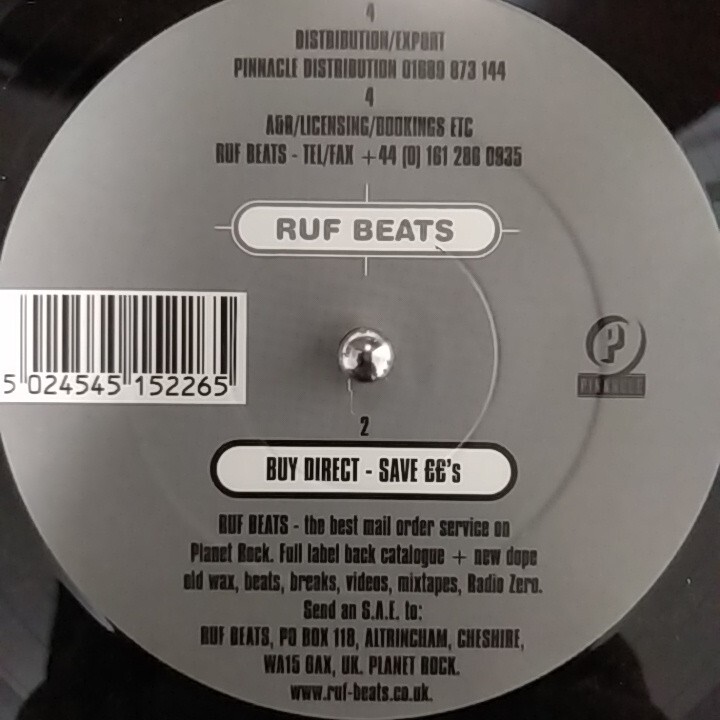 4
DISTRIBUTION/EXPORT
PINNACLE DISTRIBUTION 01689 873 144
4
A&R/LICENSING/BOOKINGS ETC
RUF BEATS - TEL/FAX +44 (0) 161 286 0935
RUF BEATS
5 024545 152265
P
PINNACLE
2
BUY DIRECT - SAVE ££'s
RUF BEATS - the best mail order service on
Planet Rock. Full label back catalogue + new dope
old wax, beats, breaks, videos, mixtapes, Radio Zero.
Send an S.A.E. to:
RUF BEATS, PO BOX 118, ALTRINCHAM, CHESHIRE,
WA15 6AX, UK. PLANET ROCK.
www.ruf-beats.co.uk.